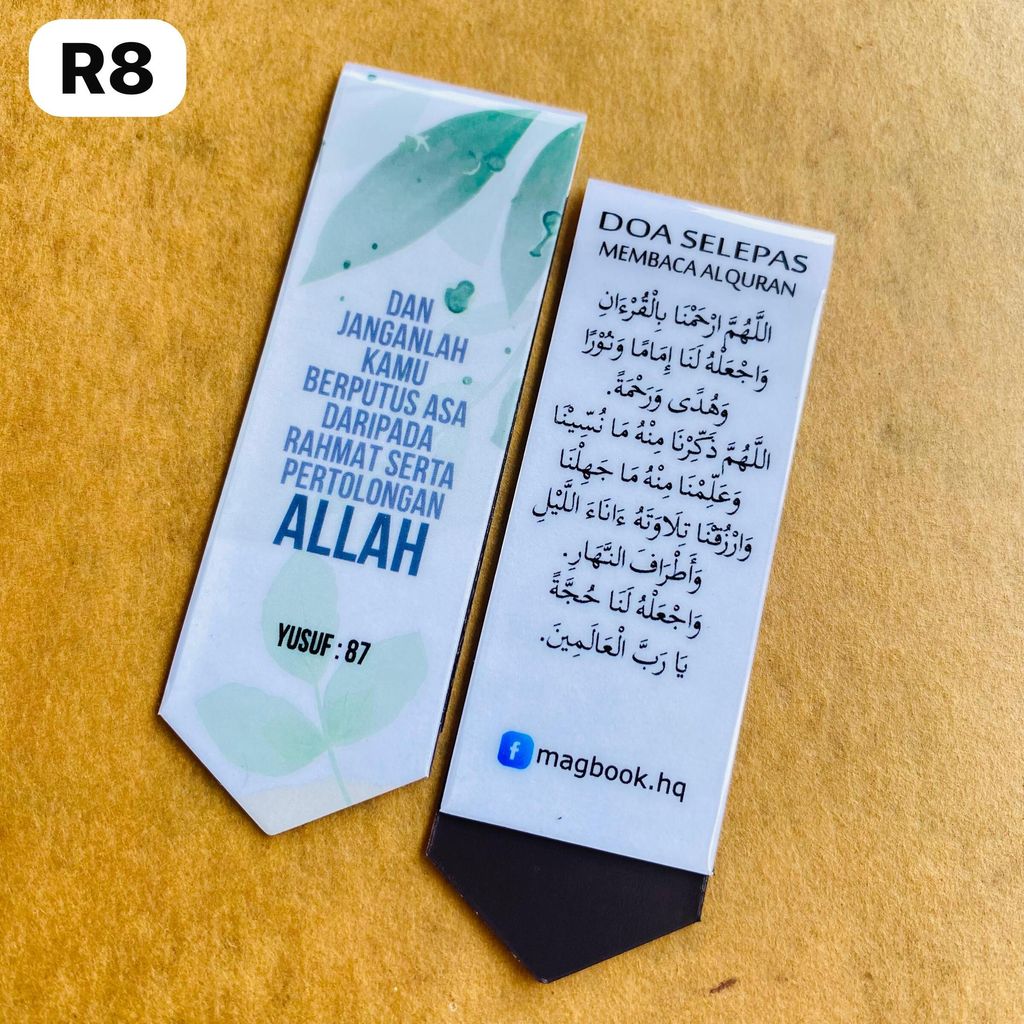 R8
DAN
JANGANLAH
KAMU
BERPUTUS ASA
DARIPADA
RAHMAT SERTA
PERTOLONGAN
ALLAH
YUSUF : 87
DOA SELEPAS
MEMBACA ALQURAN
اللَّهُمَّ ارْحَمْنَا بِالْقُرْءَانِ
وَاجْعَلْهُ لَنَا إِمَامًا وَنُوْرًا
وَهُدًى وَرَحْمَةً.
اللَّهُمَّ ذَكِّرْنَا مِنْهُ مَا نُسِّيْنَا
وَعَلِّمْنَا مِنْهُ مَا جَهِلْنَا
وَارْزُقْنَا تِلَاوَتَهُ ءَانَاءَ اللَّيْلِ
وَأَطْرَافَ النَّهَارِ.
وَاجْعَلْهُ لَنَا حُجَّةً
يَا رَبَّ الْعَالَمِينَ.
f magbook.hq